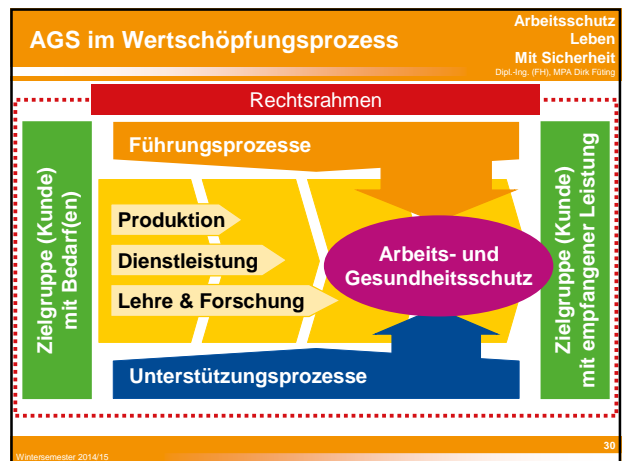 AGS im Wertschöpfungsprozess
Arbeitsschutz
Leben
Mit Sicherheit
Dipl.-Ing. (FH), MPA Dirk Füting
Rechtsrahmen
Zielgruppe (Kunde)
mit Bedarf(en)
Führungsprozesse
Produktion
Dienstleistung
Lehre & Forschung
Arbeits- und
Gesundheitsschutz
Unterstützungsprozesse
Zielgruppe (Kunde)
mit empfangener Leistung
30
Wintersemester 2014/15